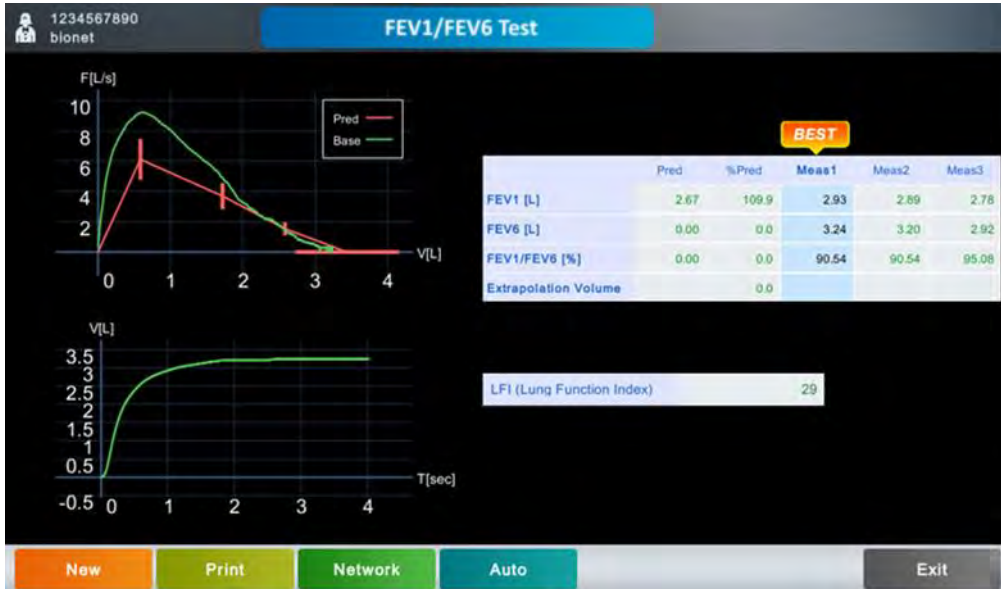 1234567890
bionet
FEV1/FEV6 Test
F[L/s]
10
8
6
4
2
Pred
Base
V[L]
0 1 2 3 4
BEST
Pred %Pred Meas1 Meas2 Meas3
FEV1 [L] 2.67 109.9 2.93 2.89 2.78
FEV6 [L] 0.00 0.0 3.24 3.20 2.92
FEV1/FEV6 [%] 0.00 0.0 90.54 90.54 95.08
Extrapolation Volume 0.0
V[L]
3.5
3
2.5
2
1.5
1
0.5
-0.5
T[sec]
0 1 2 3 4
LFI (Lung Function Index) 29
New Print Network Auto Exit